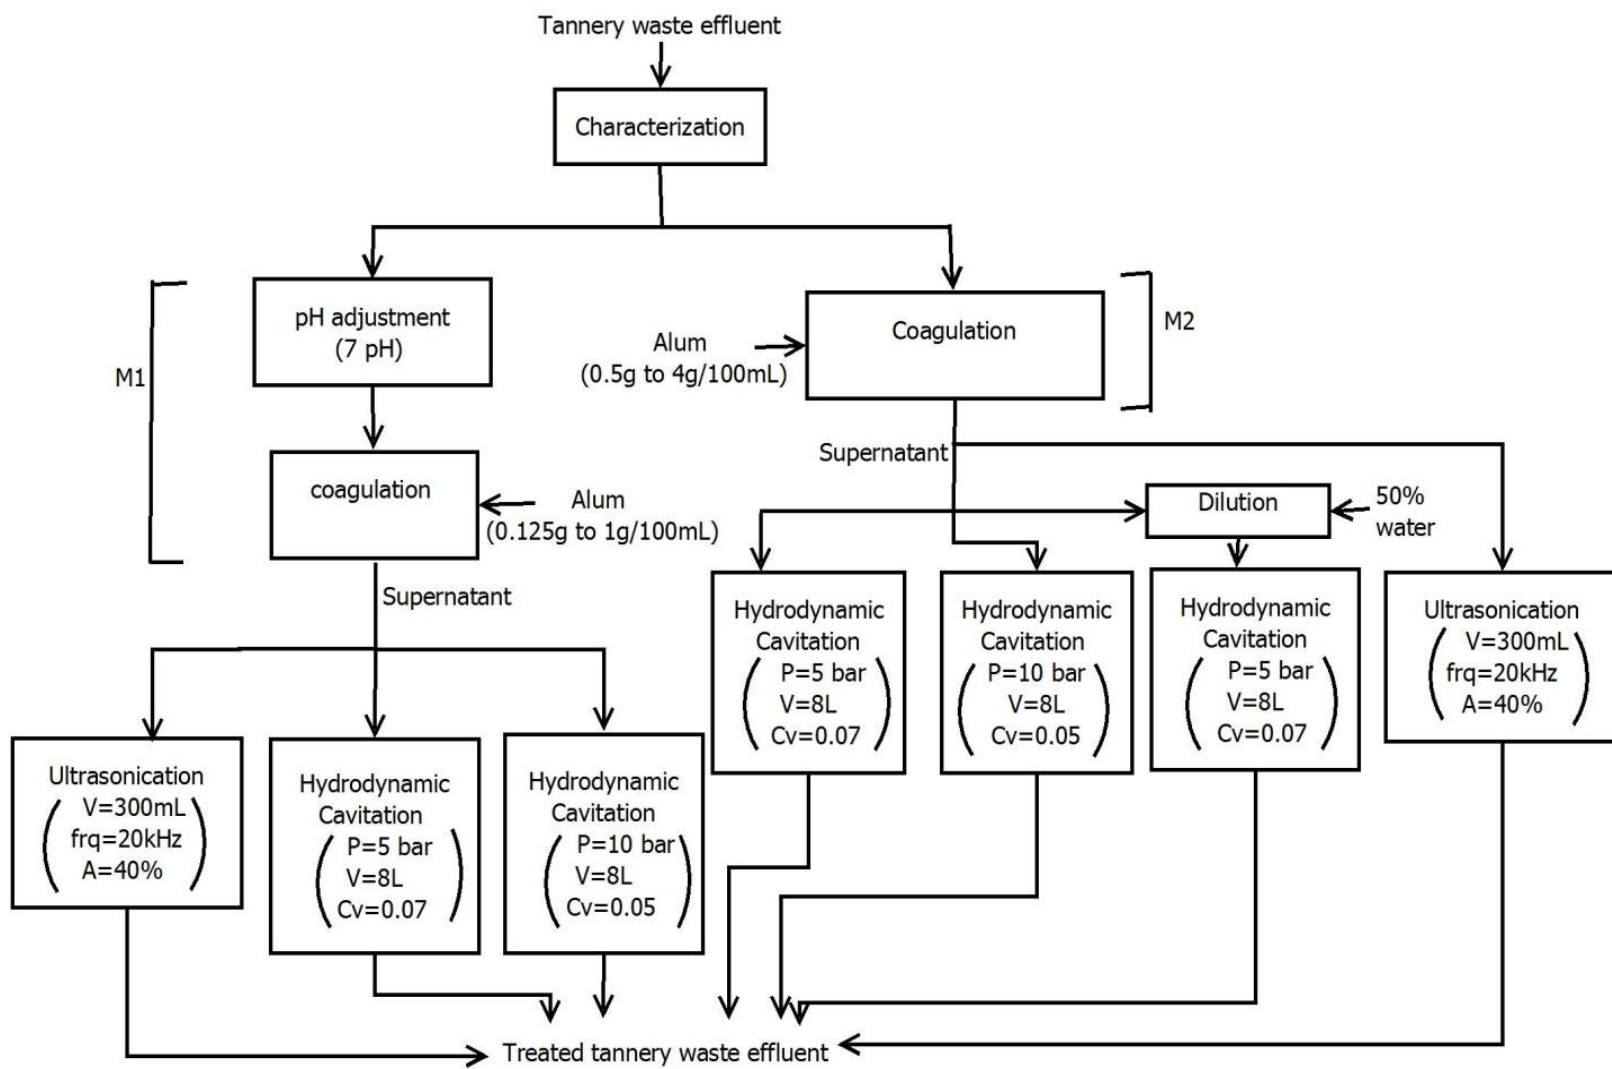 Tannery waste effluent
Characterization
pH adjustment
(7 pH)
M1
coagulation
Alum
(0.125g to 1g/100mL)
Supernatant
Ultrasonication
V=300mL
frq=20kHz
A=40%
Hydrodynamic
Cavitation
P=5 bar
V=8L
Cv=0.07
Hydrodynamic
Cavitation
P=10 bar
V=8L
Cv=0.05
Coagulation
M2
Alum
(0.5g to 4g/100mL)
Supernatant
Dilution
50%
water
Hydrodynamic
Cavitation
P=5 bar
V=8L
Cv=0.07
Hydrodynamic
Cavitation
P=10 bar
V=8L
Cv=0.05
Hydrodynamic
Cavitation
P=5 bar
V=8L
Cv=0.07
Ultrasonication
V=300mL
frq=20kHz
A=40%
Treated tannery waste effluent